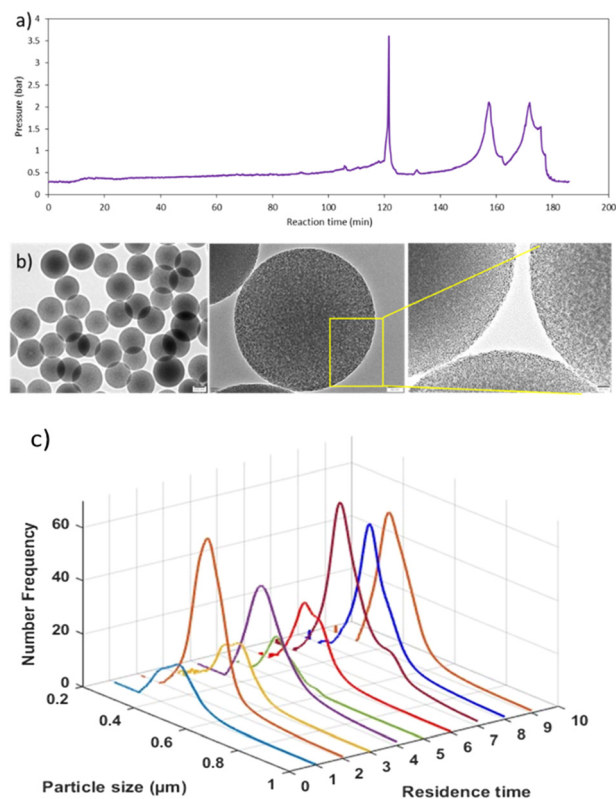 a)
4
3.5
3
2.5
2
1.5
1
0.5
0
Pressure (bar)
0 20 40 60 80 100 120 140 160 180 200
Reaction time (min)
b)
c)
60
40
20
0
Number Frequency
0.2
0.4
0.6
0.8
1
Particle size (µm)
0 1 2 3 4 5 6 7 8 9 10
Residence time